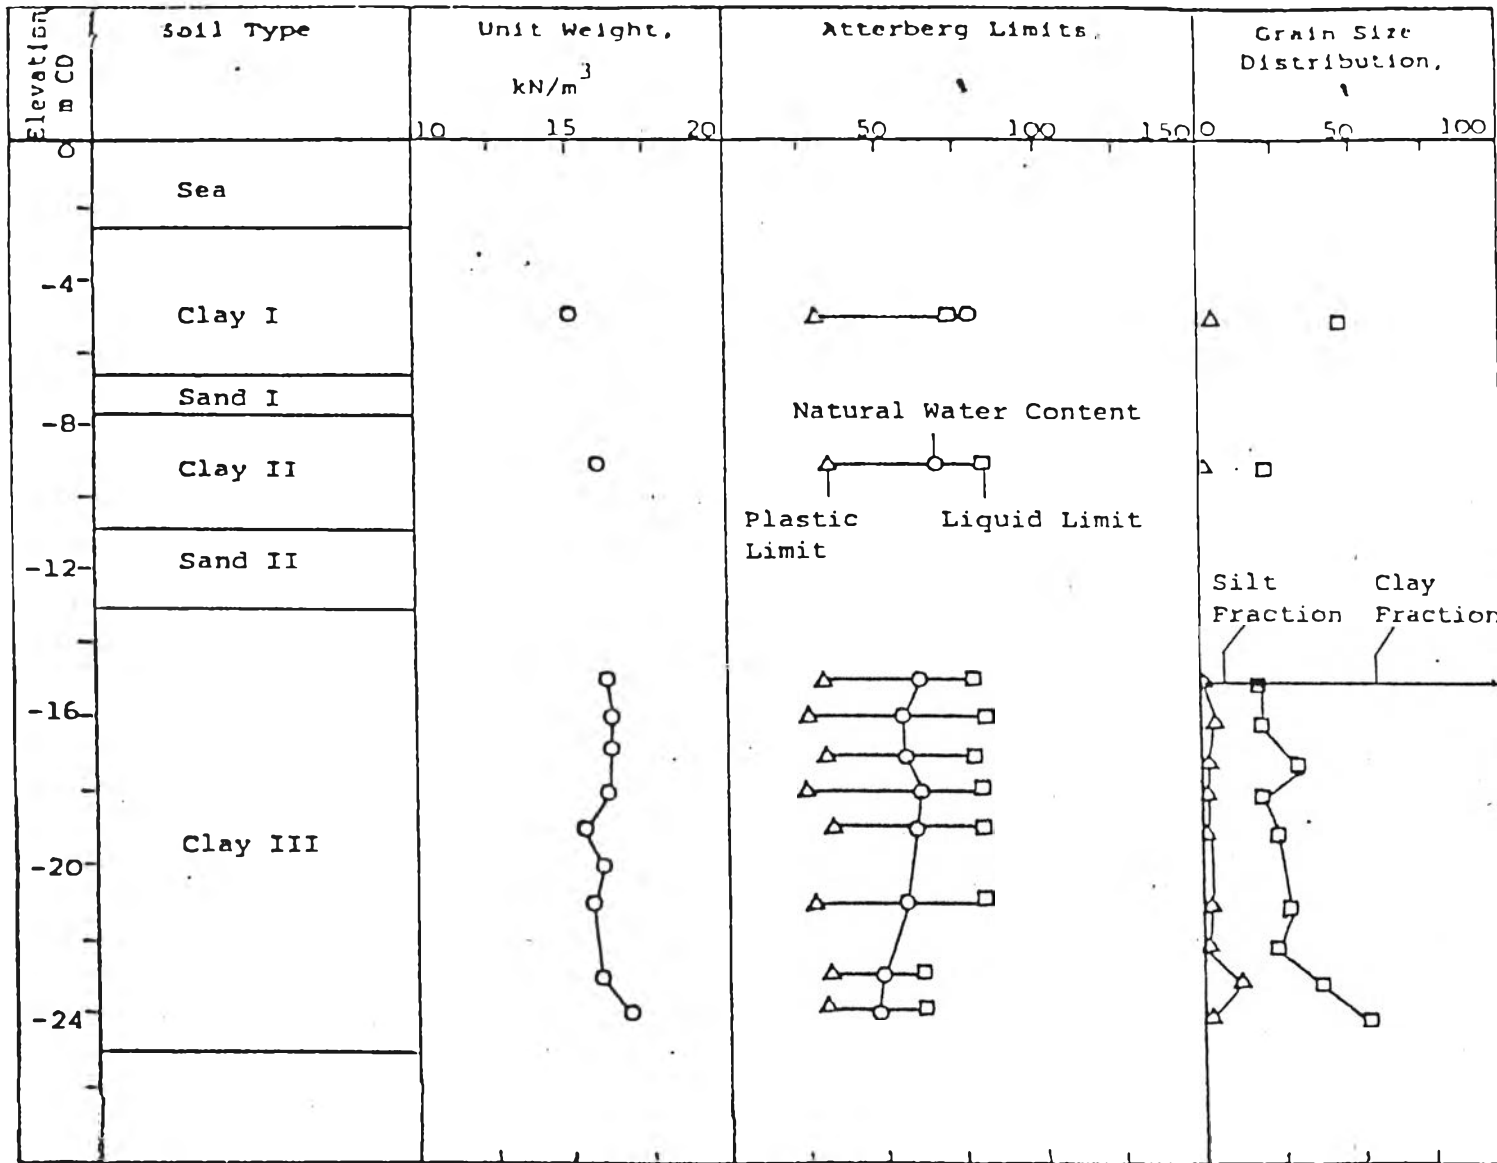 Elevation
m CD
Soil Type
Unit Weight,
kN/m3
Atterberg Limits
Grain Size
Distribution,
10 15 20 50 100 150 0 50 100
0
Sea
-4
Clay I
Sand I
-8
Clay II
Natural Water Content
Plastic
Limit
Liquid Limit
Sand II
-12
Silt
Fraction
Clay
Fraction
-16
Clay III
-20
-24